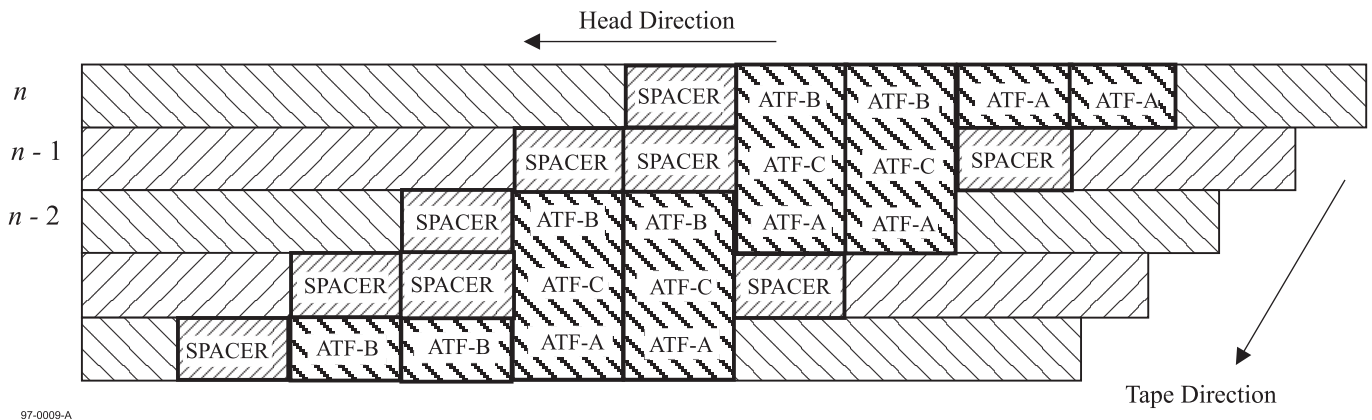 Head Direction
n SPACER ATF-B ATF-B ATF-A ATF-A
n - 1 SPACER SPACER ATF-C ATF-C SPACER
n - 2 SPACER ATF-B ATF-B ATF-A ATF-A
SPACER SPACER ATF-C ATF-C SPACER
SPACER ATF-B ATF-B ATF-A ATF-A
Tape Direction
97-0009-A